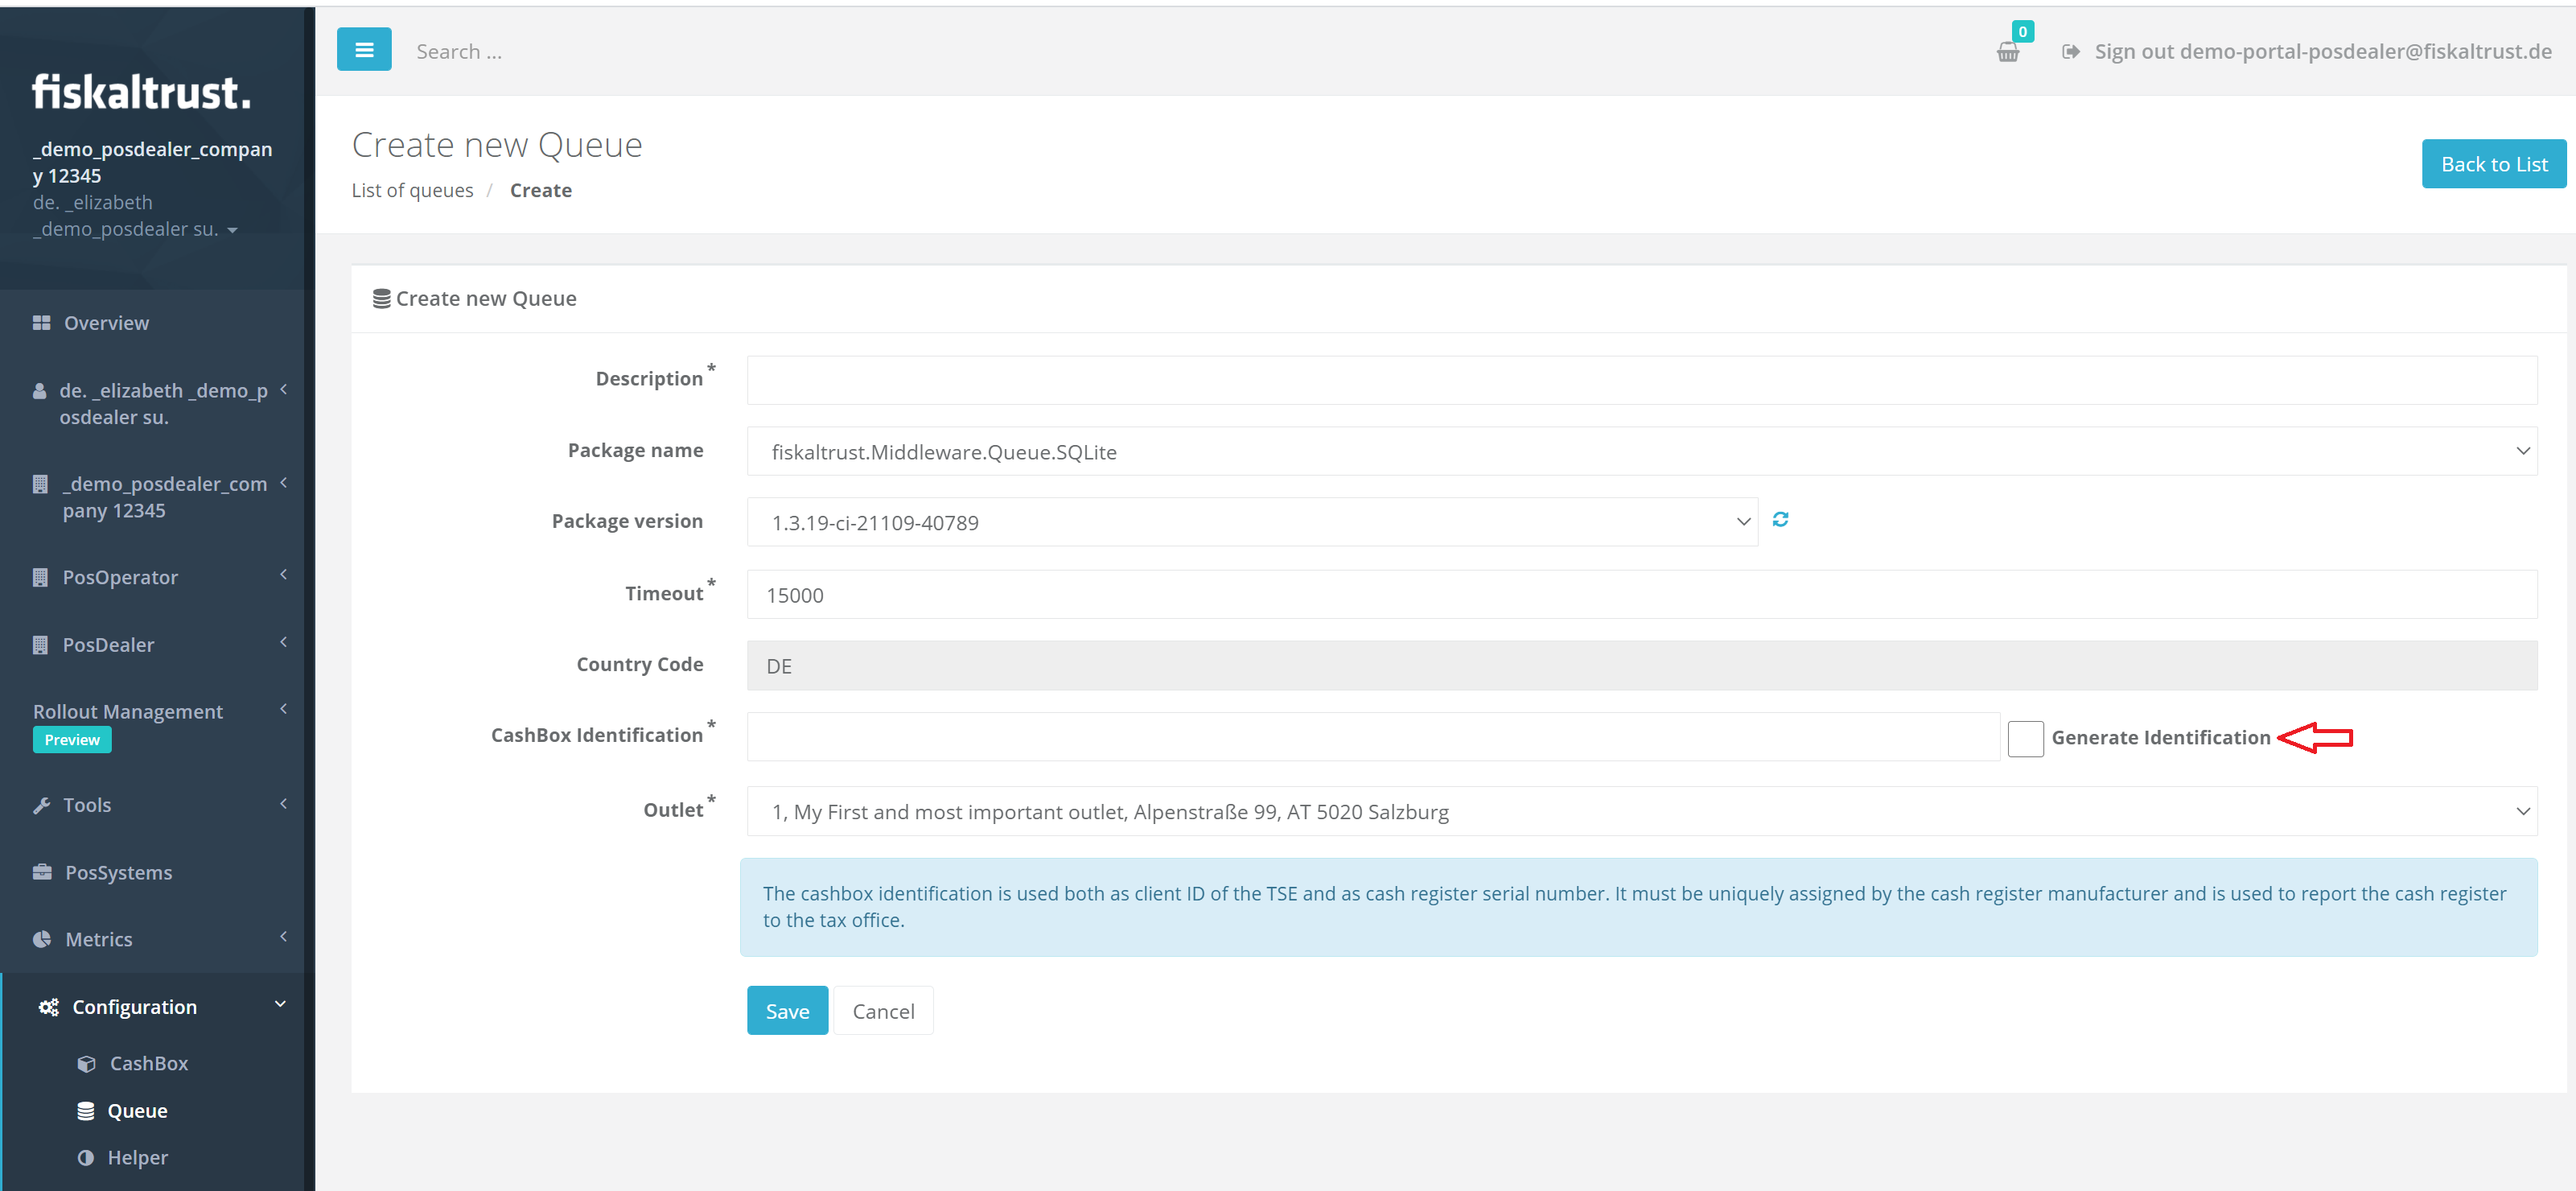 fiskaltrust.
_demo_posdealer_compan
y 12345
de. _elizabeth
_demo_posdealer su.
Overview
de. _elizabeth _demo_p
osdealer su.
_demo_posdealer_com
pany 12345
PosOperator
PosDealer
Rollout Management
Preview
Tools
PosSystems
Metrics
Configuration
CashBox
Queue
Helper
Search ...
0
Sign out demo-portal-posdealer@fiskaltrust.de
Create new Queue
List of queues / Create
Back to List
Create new Queue
Description *
Package name
fiskaltrust.Middleware.Queue.SQLite
Package version
1.3.19-ci-21109-40789
Timeout *
15000
Country Code
DE
CashBox Identification *
Generate Identification
Outlet *
1, My First and most important outlet, Alpenstraße 99, AT 5020 Salzburg
The cashbox identification is used both as client ID of the TSE and as cash register serial number. It must be uniquely assigned by the cash register manufacturer and is used to report the cash register
to the tax office.
Save
Cancel